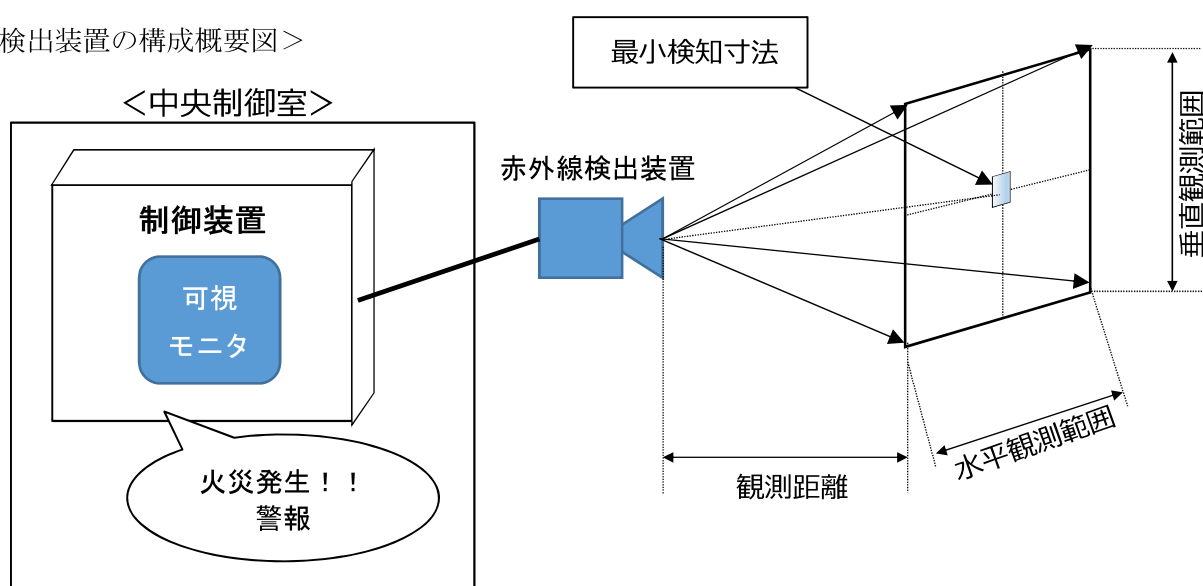 検出装置の構成概要図＞
最小検知寸法
＜中央制御室＞
赤外線検出装置
制御装置
可視
モニタ
垂直観測範囲
水平観測範囲
観測距離
火災発生！！
警報